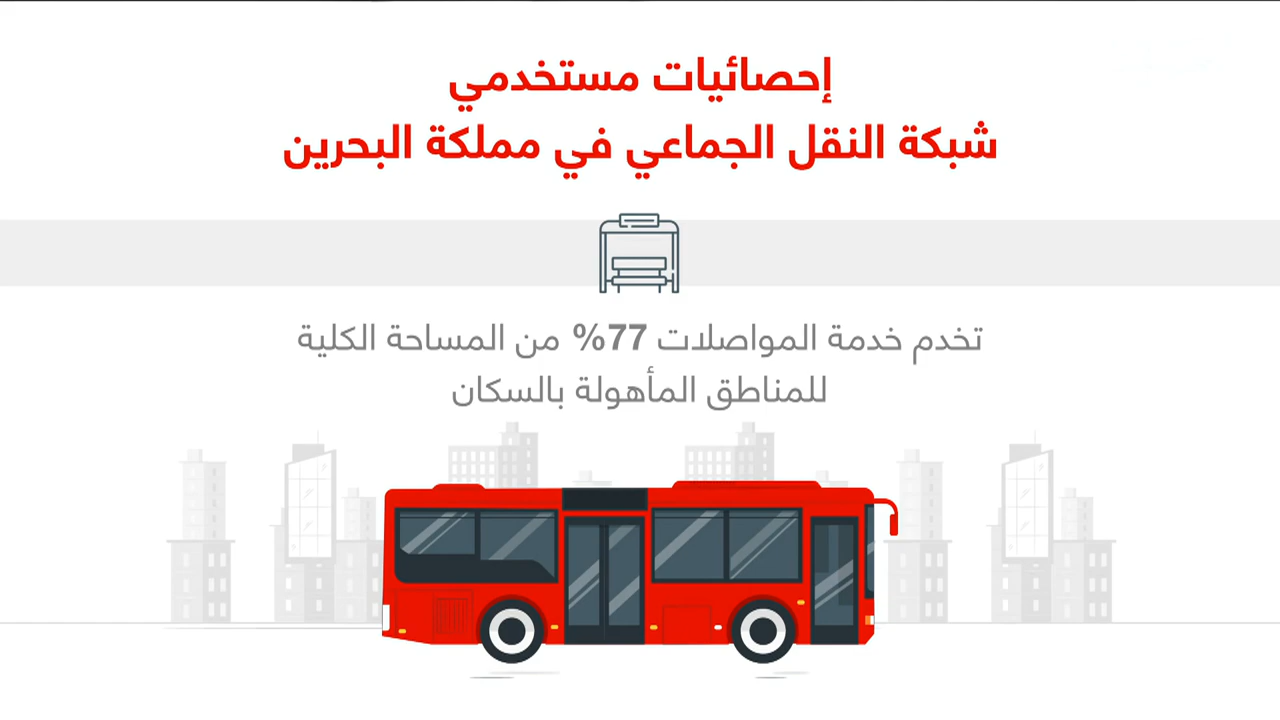 إحصائيات مستخدمي
شبكة النقل الجماعي في مملكة البحرين
تخدم خدمة المواصلات 77% من المساحة الكلية
للمناطق المأهولة بالسكان